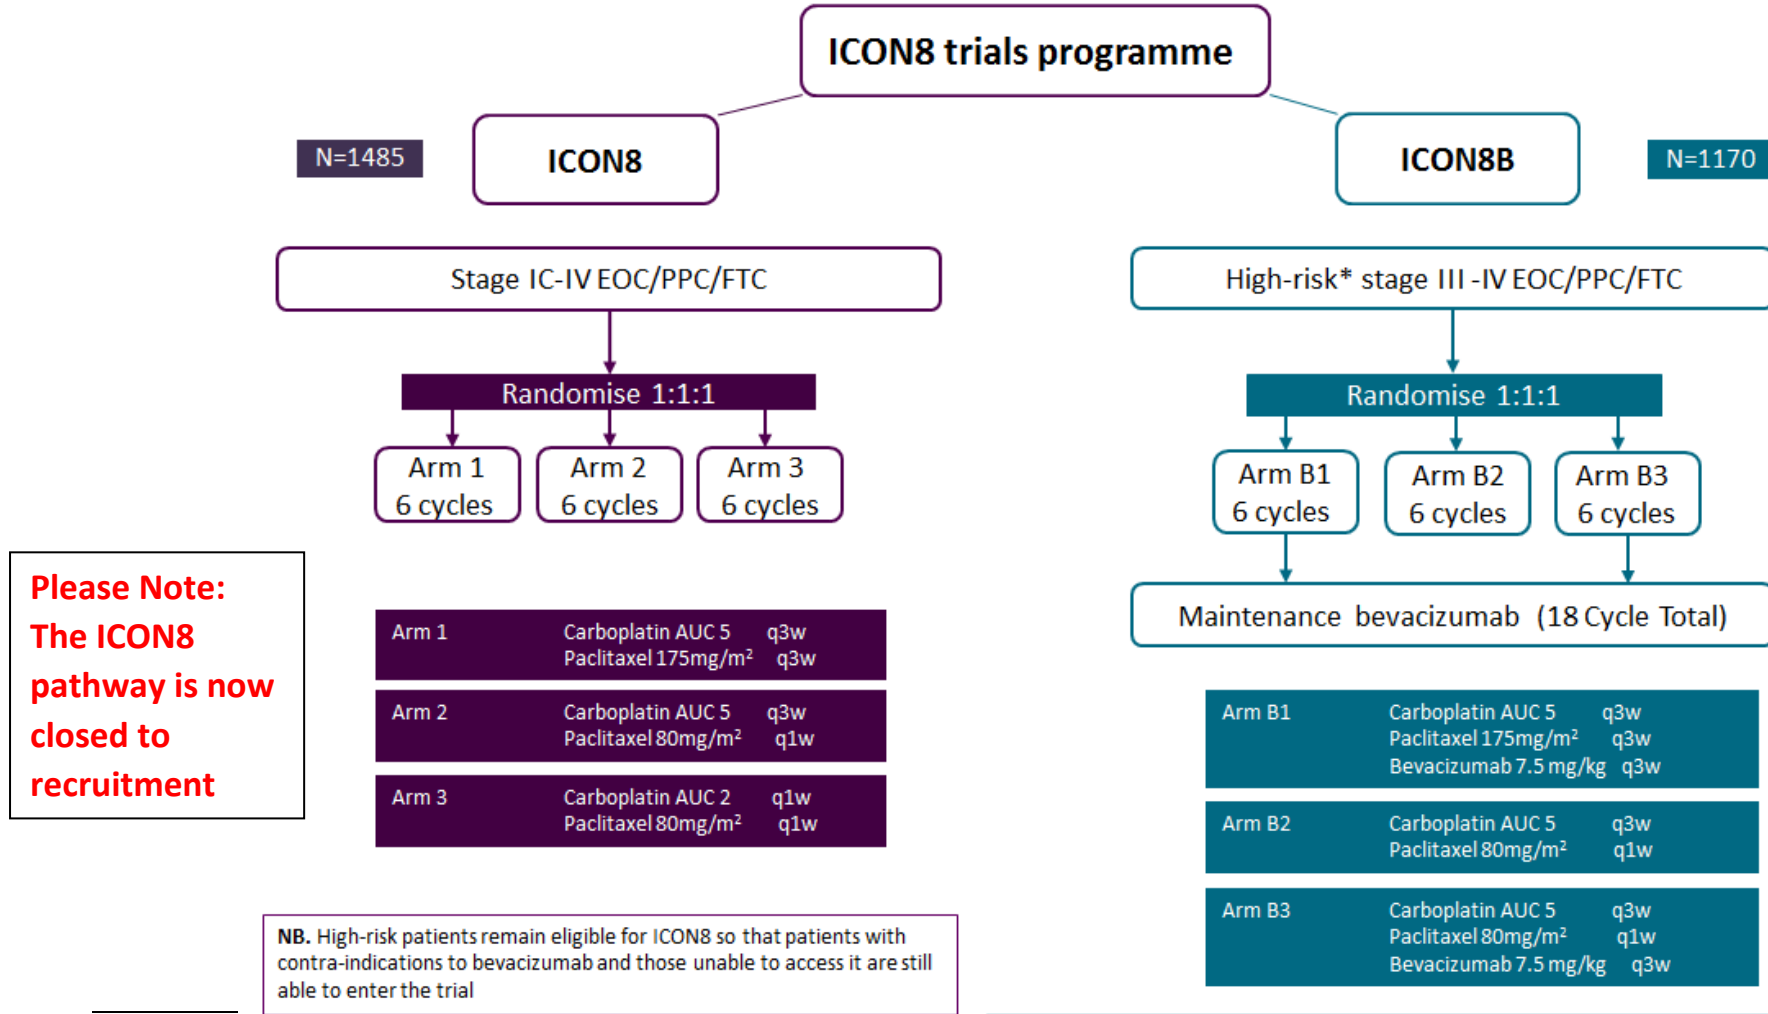 ICON8 trials programme
N=1485
ICON8
ICON8B
N=1170
Stage IC-IV EOC/PPC/FTC
Randomise 1:1:1
Arm 1
6 cycles
Arm 2
6 cycles
Arm 3
6 cycles
High-risk* stage III -IV EOC/PPC/FTC
Randomise 1:1:1
Arm B1
6 cycles
Arm B2
6 cycles
Arm B3
6 cycles
Maintenance bevacizumab (18 Cycle Total)
Please Note:
The ICON8
pathway is now
closed to
recruitment
Arm 1 Carboplatin AUC 5 q3w
Paclitaxel 175mg/m² q3w
Arm 2 Carboplatin AUC 5 q3w
Paclitaxel 80mg/m² q1w
Arm 3 Carboplatin AUC 2 q1w
Paclitaxel 80mg/m² q1w
Arm B1 Carboplatin AUC 5 q3w
Paclitaxel 175mg/m² q3w
Bevacizumab 7.5 mg/kg q3w
Arm B2 Carboplatin AUC 5 q3w
Paclitaxel 80mg/m² q1w
Arm B3 Carboplatin AUC 5 q3w
Paclitaxel 80mg/m² q1w
Bevacizumab 7.5 mg/kg q3w
NB. High-risk patients remain eligible for ICON8 so that patients with
contra-indications to bevacizumab and those unable to access it are still
able to enter the trial